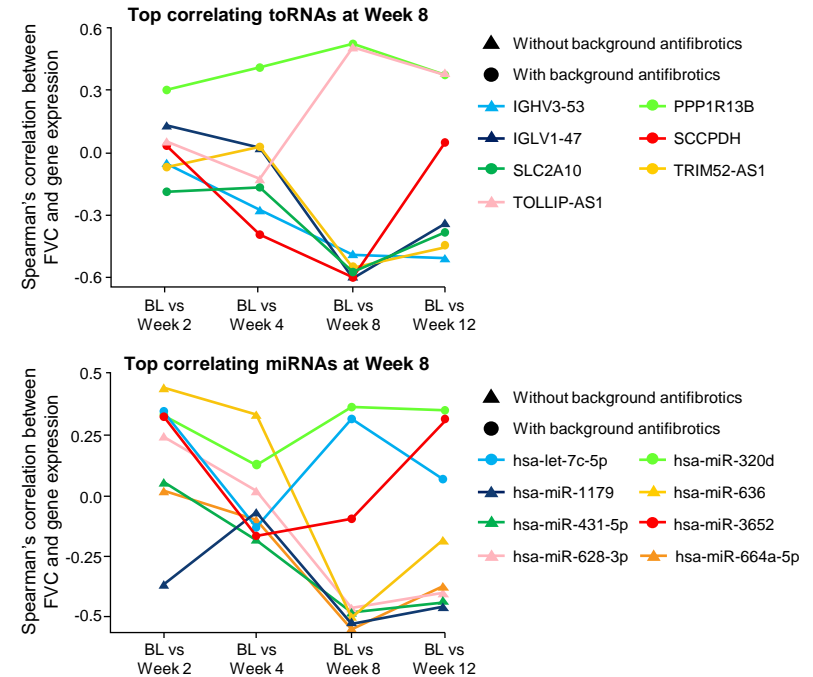 Top correlating toRNAs at Week 8
Spearman's correlation between
FVC and gene expression
0.6
0.3
0.0
-0.3
-0.6
BL vs
Week 2
BL vs
Week 4
BL vs
Week 8
BL vs
Week 12
Without background antifibrotics
With background antifibrotics
IGHV3-53
PPP1R13B
IGLV1-47
SCCPDH
SLC2A10
TRIM52-AS1
TOLLIP-AS1
Top correlating miRNAs at Week 8
Spearman's correlation between
FVC and gene expression
0.5
0.25
0.0
-0.25
-0.5
BL vs
Week 2
BL vs
Week 4
BL vs
Week 8
BL vs
Week 12
Without background antifibrotics
With background antifibrotics
hsa-let-7c-5p
hsa-miR-320d
hsa-miR-1179
hsa-miR-636
hsa-miR-431-5p
hsa-miR-3652
hsa-miR-628-3p
hsa-miR-664a-5p